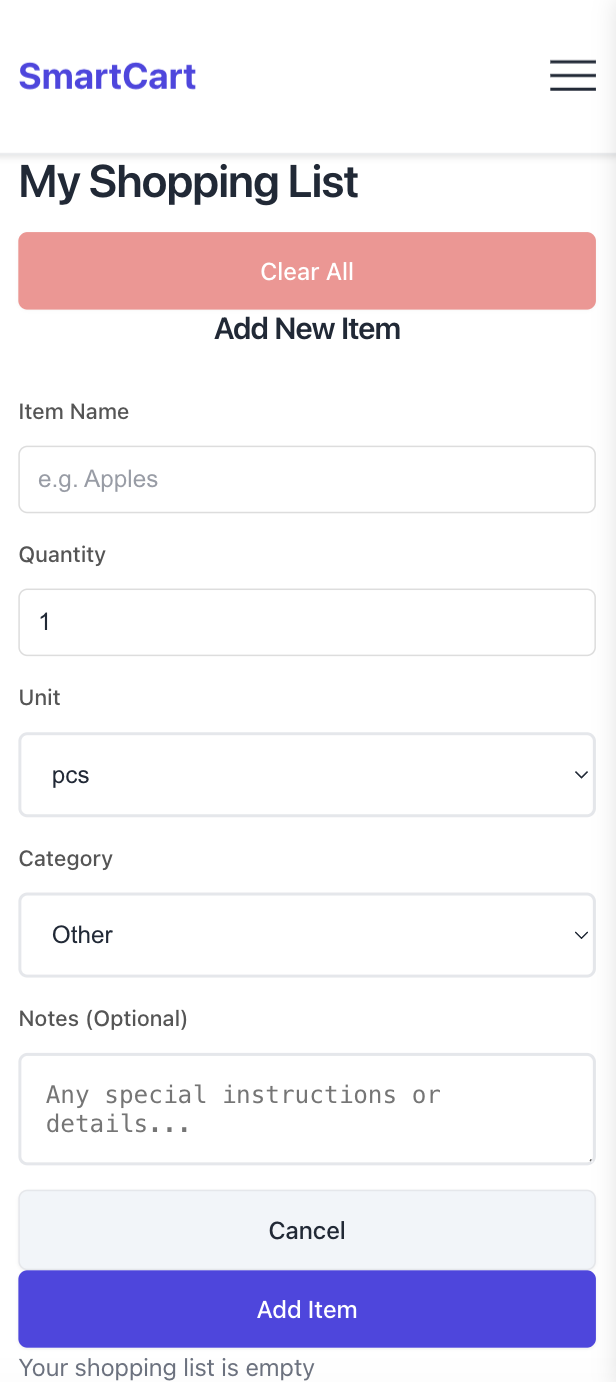 SmartCart
My Shopping List
Clear All
Add New Item
Item Name
e.g. Apples
Quantity
1
Unit
pcs
Category
Other
Notes (Optional)
Any special instructions or
details...
Cancel
Add Item
Your shopping list is empty